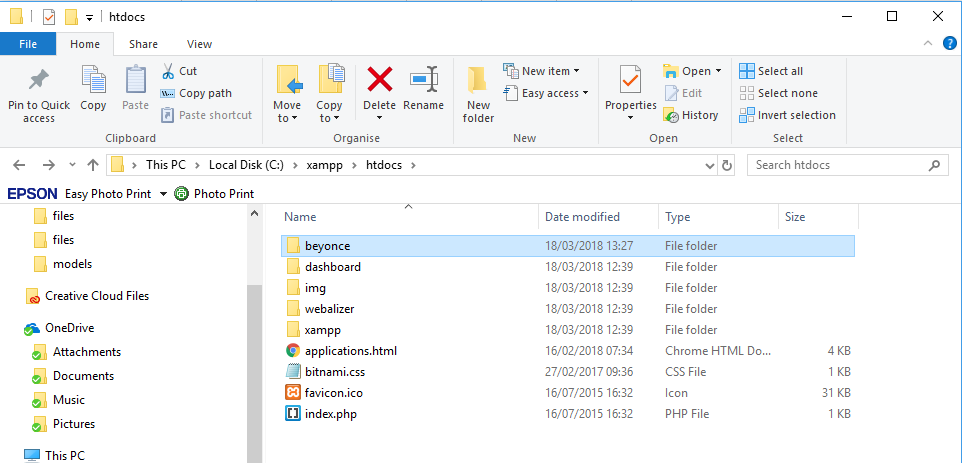 htdocs
File Home Share View
Pin to Quick access
Copy
Paste
Cut
Copy path
Paste shortcut
Clipboard
Move to
Copy to
Delete
Rename
Organise
New folder
New item
Easy access
New
Properties
Open
Edit
History
Open
Select all
Select none
Invert selection
Select
This PC Local Disk (C:) xampp htdocs Search htdocs
EPSON Easy Photo Print Photo Print
files
files
models
Creative Cloud Files
OneDrive
Attachments
Documents
Music
Pictures
This PC
Name Date modified Type Size
beyonce 18/03/2018 13:27 File folder
dashboard 18/03/2018 12:39 File folder
img 18/03/2018 12:39 File folder
webalizer 18/03/2018 12:39 File folder
xampp 18/03/2018 12:39 File folder
applications.html 16/02/2018 07:34 Chrome HTML Do... 4 KB
bitnami.css 27/02/2017 09:36 CSS File 1 KB
favicon.ico 16/07/2015 16:32 Icon 31 KB
index.php 16/07/2015 16:32 PHP File 1 KB